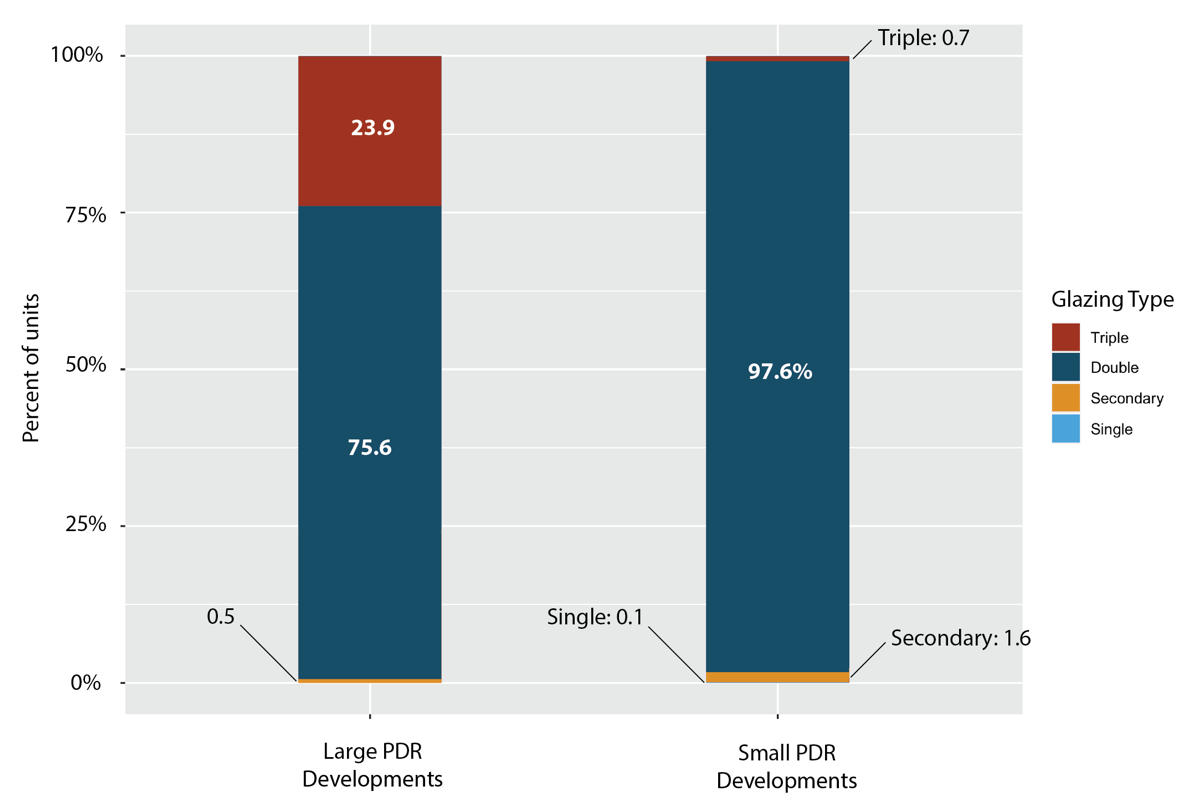 Triple: 0.7
100%
23.9
75%
Percent of units
Glazing Type
Triple
Double
Secondary
Single
50%
97.6%
75.6
25%
0.5
Single: 0.1
Secondary: 1.6
0%
Large PDR
Developments
Small PDR
Developments